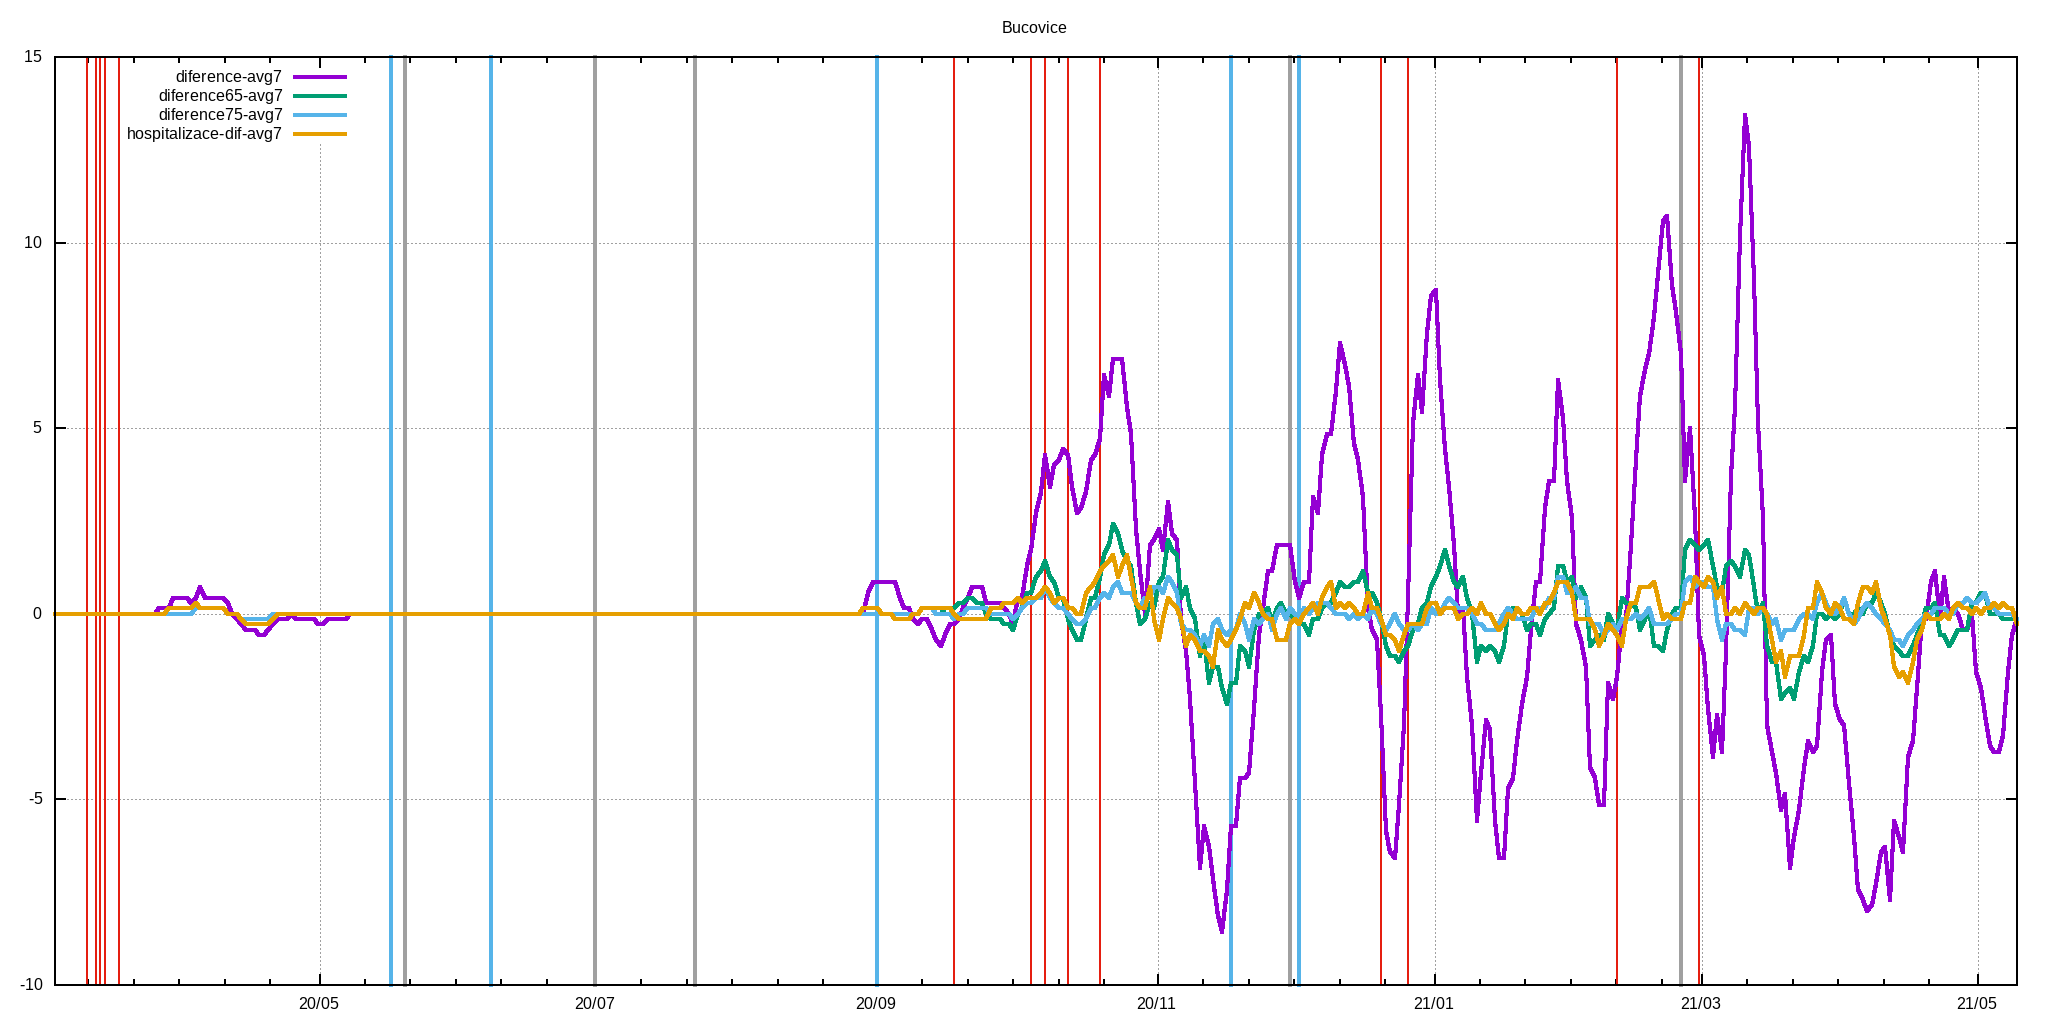 Bucovice
15
diference-avg7
diference65-avg7
diference75-avg7
hospitalizace-dif-avg7
10
5
0
-5
-10
20/05 20/07 20/09 20/11 21/01 21/03 21/05